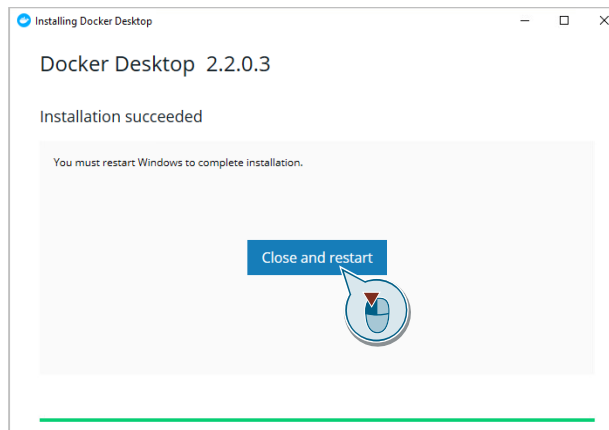 Installing Docker Desktop
Docker Desktop 2.2.0.3
Installation succeeded
You must restart Windows to complete installation.
Close and restart